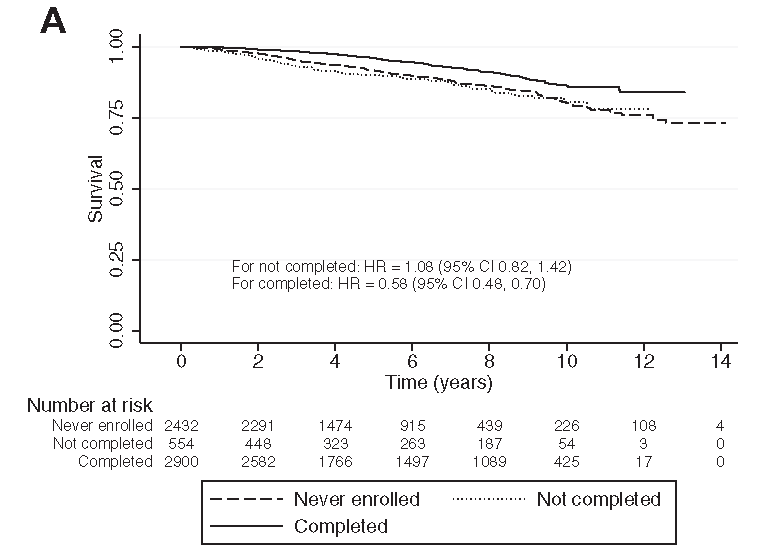 A
1.00
0.75
0.50
0.25
0.00
Survival
For not completed: HR = 1.08 (95% CI 0.82, 1.42)
For completed: HR = 0.58 (95% CI 0.48, 0.70)
0 2 4 6 8 10 12 14
Time (years)
Number at risk
Never enrolled 2432 2291 1474 915 439 226 108 4
Not completed 554 448 323 263 187 54 3 0
Completed 2900 2582 1766 1497 1089 425 17 0
Never enrolled Not completed
Completed